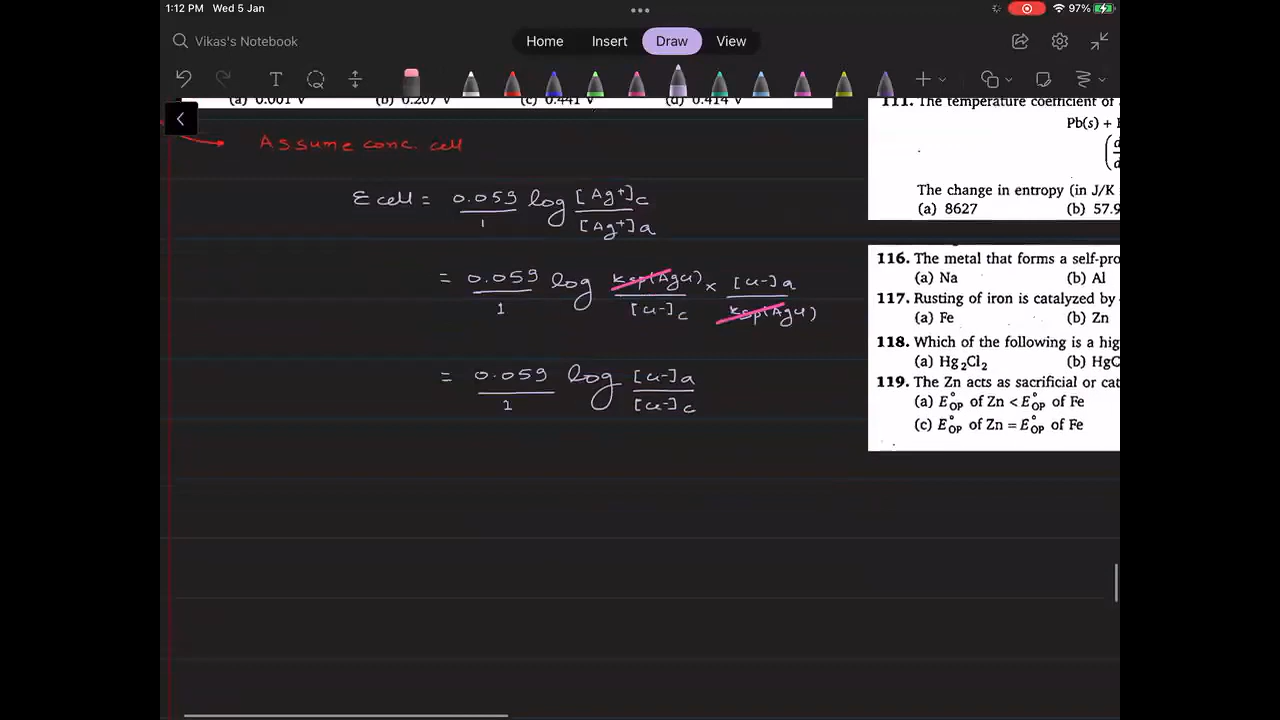 1:12 PM Wed 5 Jan
97%
Vikas's Notebook
Home Insert Draw View
(a) 0.001 V (b) 0.207 V (c) 0.441 V (d) 0.414 V
Assume conc. cell
Ecell = 0.059/1 log [Ag+]c/[Ag+]a
= 0.059/1 log Ksp(AgCl)/[Cl-]c × [Cl-]a/Ksp(AgCl)
= 0.059/1 log [Cl-]a/[Cl-]c
111. The temperature coefficient of
Pb(s) +
The change in entropy (in J/K
(a) 8627 (b) 57.9
116. The metal that forms a self-pro
(a) Na (b) Al
117. Rusting of iron is catalyzed by
(a) Fe (b) Zn
118. Which of the following is a hig
(a) Hg₂Cl₂ (b) HgC
119. The Zn acts as sacrificial or cat
(a) E°OP of Zn < E°OP of Fe
(c) E°OP of Zn = E°OP of Fe